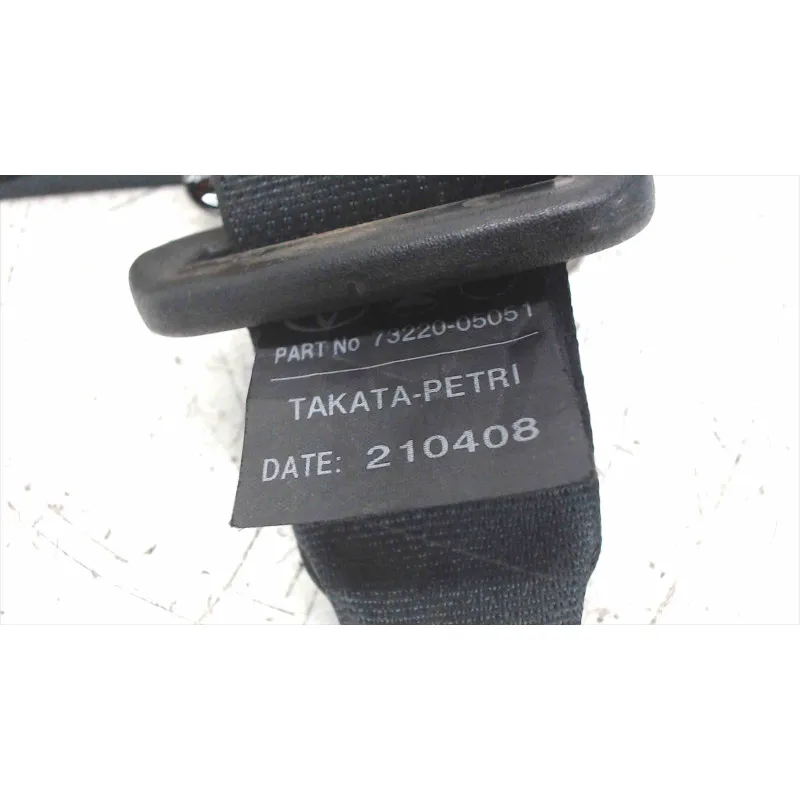 PART No 73220-05051
TAKATA-PETRI
DATE: 210408